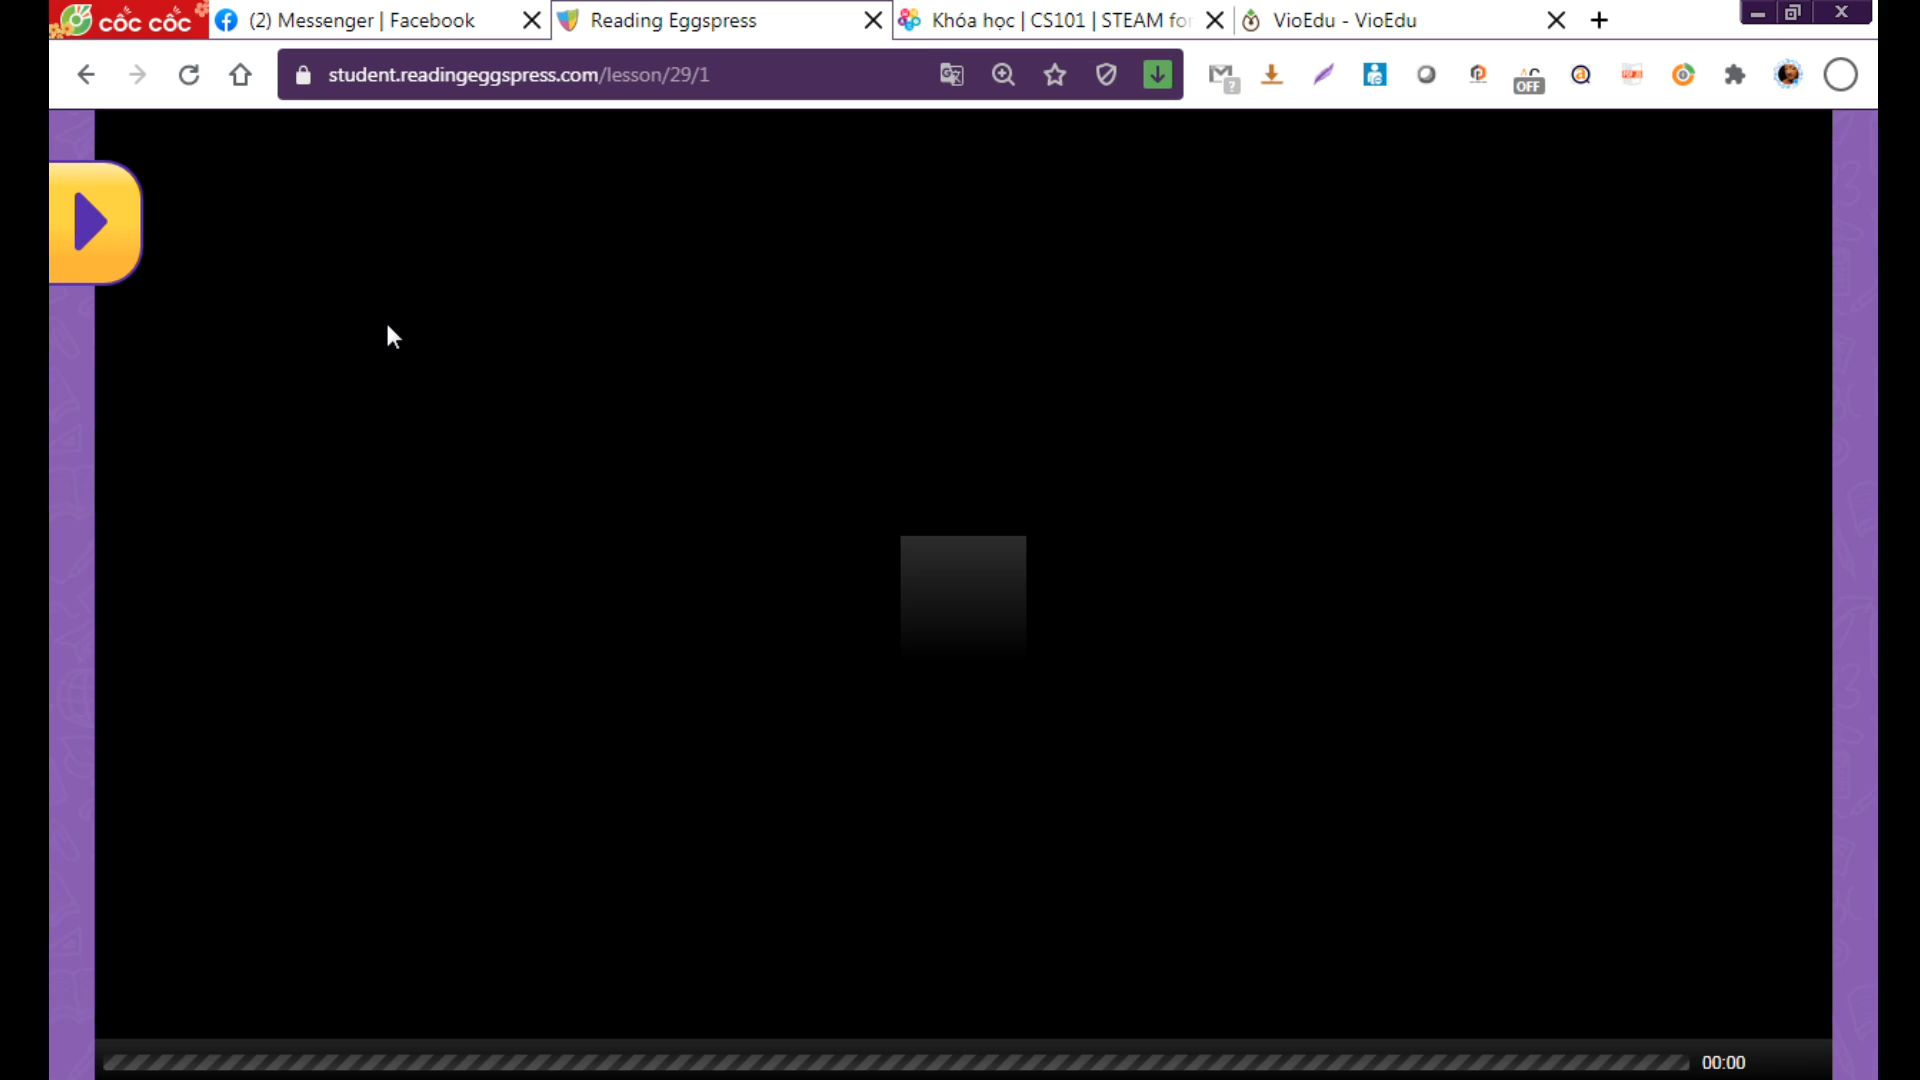 cốc cốc
(2) Messenger | Facebook
Reading Eggspress
Khóa học | CS101 | STEAM for
VioEdu - VioEdu
student.readingeggspress.com/lesson/29/1
OFF
00:00